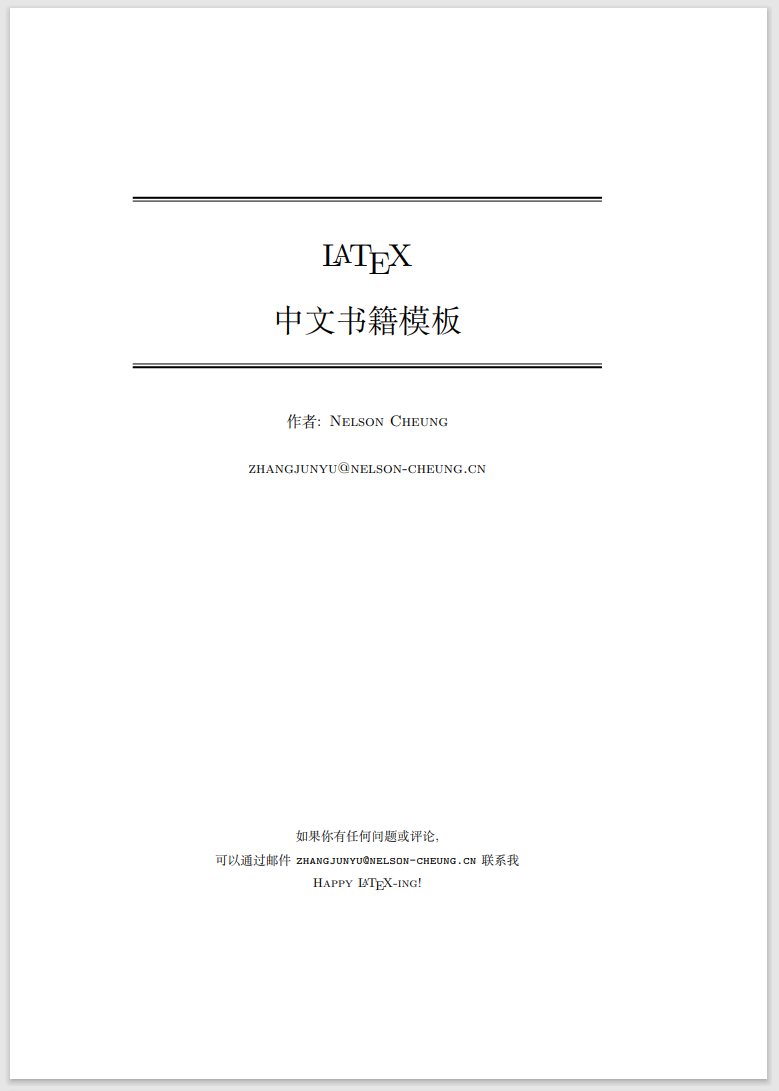 LATEX
中文书籍模板
作者: NELSON CHEUNG
ZHANGJUNYU@NELSON-CHEUNG.CN
如果你有任何问题或评论,
可以通过邮件 ZHANGJUNYU@NELSON-CHEUNG.CN 联系我
HAPPY LATEX-ING!